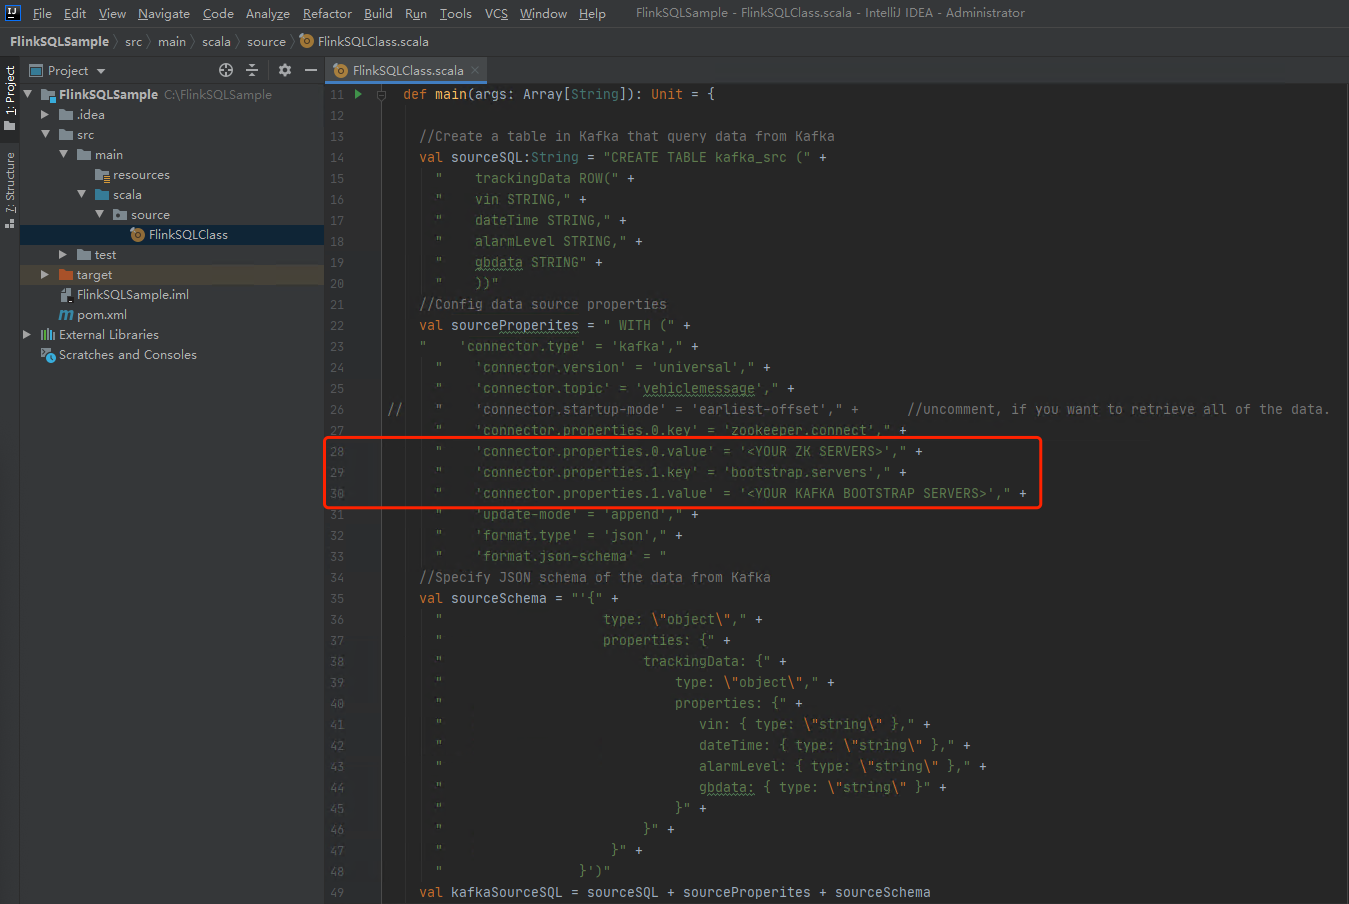 IJ File Edit View Navigate Code Analyze Refactor Build Run Tools VCS Window Help FlinkSQLSample - FlinkSQLClass.scala - IntelliJ IDEA - Administrator
FlinkSQLSample src main scala source FlinkSQLClass.scala
1: Project
7: Structure
Project
FlinkSQLSample C:\FlinkSQLSample
.idea
src
main
resources
scala
source
FlinkSQLClass
test
target
FlinkSQLSample.iml
m pom.xml
External Libraries
Scratches and Consoles
FlinkSQLClass.scala
11 def main(args: Array[String]): Unit = {
12
13 //Create a table in Kafka that query data from Kafka
14 val sourceSQL:String = "CREATE TABLE kafka_src (" +
15 "    trackingData ROW(" +
16 "    vin STRING," +
17 "    dateTime STRING," +
18 "    alarmLevel STRING," +
19 "    gbdata STRING" +
20 "    ))"
21 //Config data source properties
22 val sourceProperites = " WITH (" +
23 "    'connector.type' = 'kafka'," +
24 "    'connector.version' = 'universal'," +
25 "    'connector.topic' = 'vehiclemessage'," +
26 //    "    'connector.startup-mode' = 'earliest-offset'," +      //uncomment, if you want to retrieve all of the data.
27 "    'connector.properties.0.key' = 'zookeeper.connect'," +
28 "    'connector.properties.0.value' = '<YOUR ZK SERVERS>'," +
29 "    'connector.properties.1.key' = 'bootstrap.servers'," +
30 "    'connector.properties.1.value' = '<YOUR KAFKA BOOTSTRAP SERVERS>'," +
31 "    'update-mode' = 'append'," +
32 "    'format.type' = 'json'," +
33 "    'format.json-schema' = "
34 //Specify JSON schema of the data from Kafka
35 val sourceSchema = "'{" +
36 "                    type: \"object\"," +
37 "                    properties: {" +
38 "                         trackingData: {" +
39 "                             type: \"object\"," +
40 "                             properties: {" +
41 "                                vin: { type: \"string\" }," +
42 "                                dateTime: { type: \"string\" }," +
43 "                                alarmLevel: { type: \"string\" }," +
44 "                                gbdata: { type: \"string\" }" +
45 "                             }" +
46 "                         }" +
47 "                     }" +
48 "                 }')"
49 val kafkaSourceSQL = sourceSQL + sourceProperites + sourceSchema